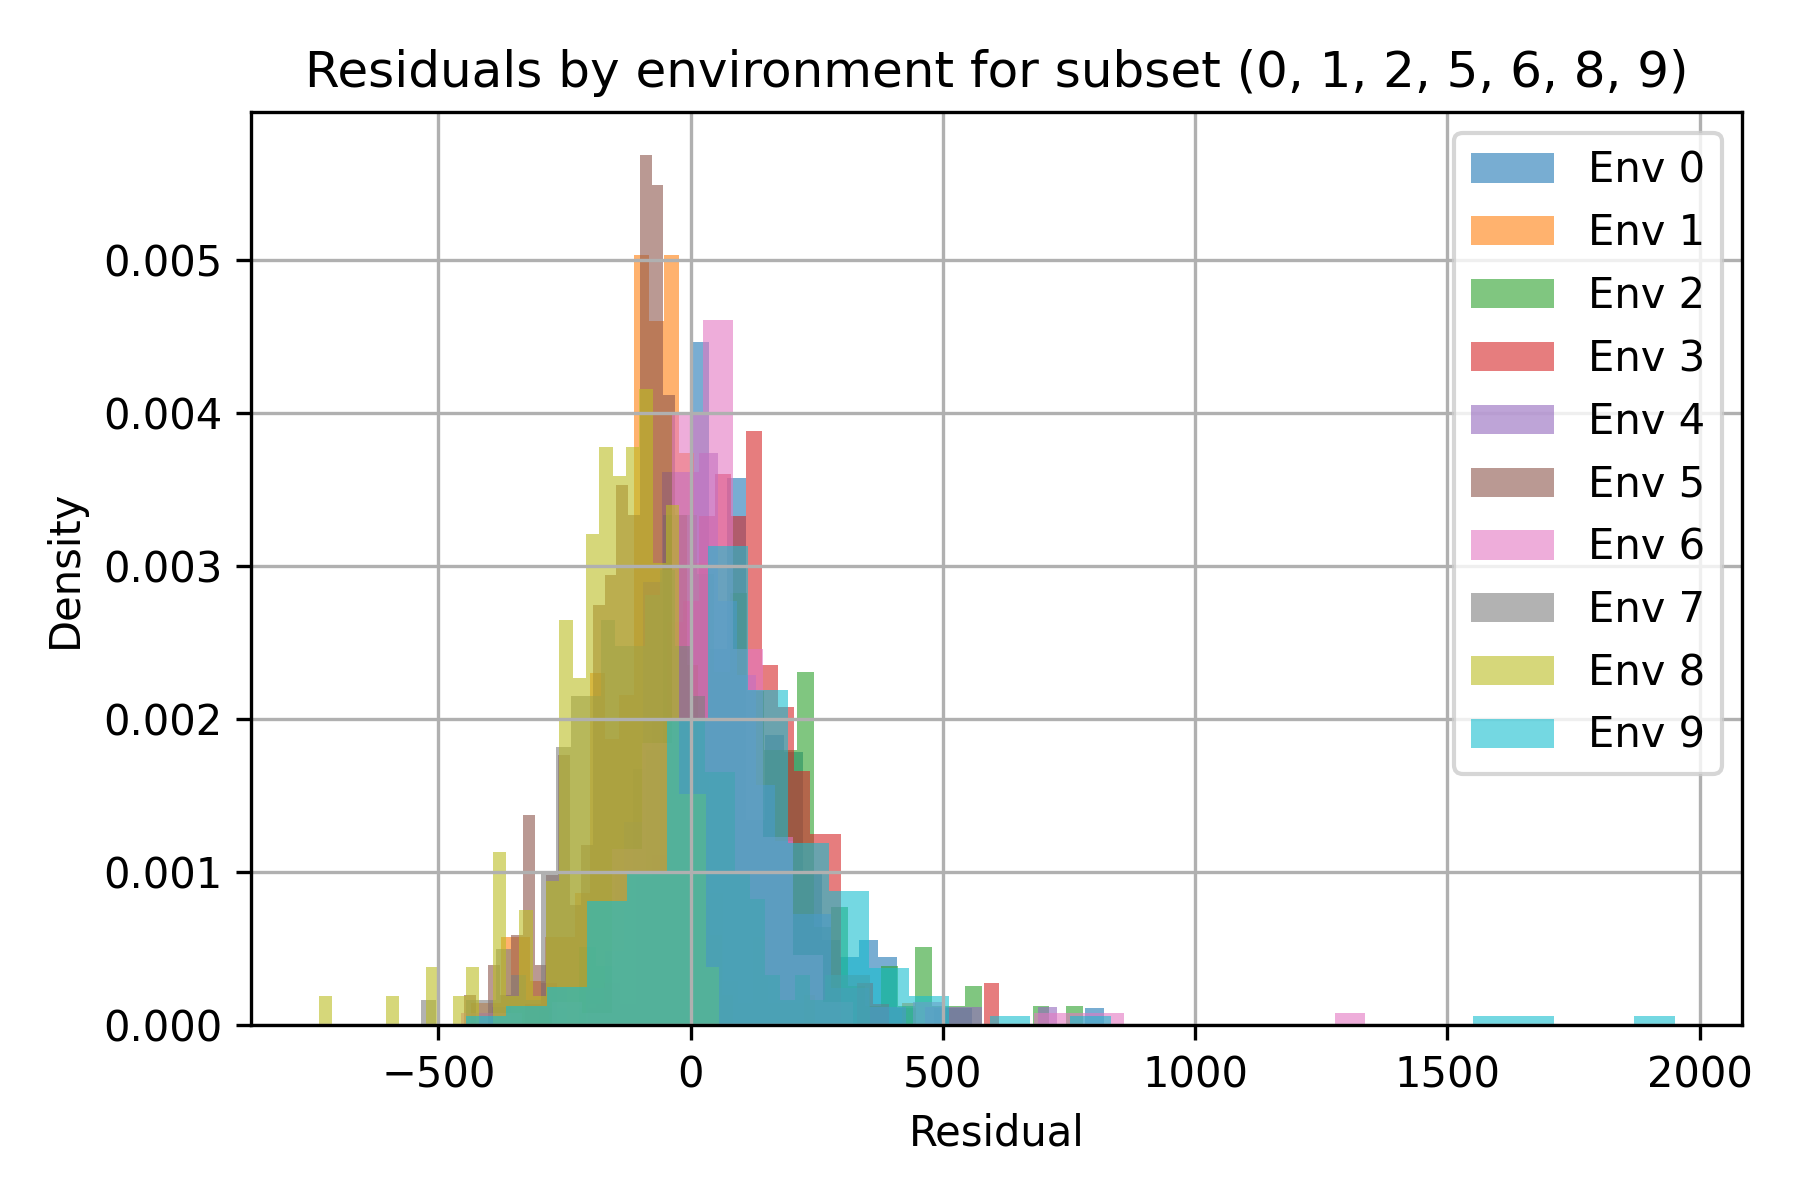 Residuals by environment for subset (0, 1, 2, 5, 6, 8, 9)
Env 0
Env 1
Env 2
Env 3
Env 4
Env 5
Env 6
Env 7
Env 8
Env 9
Density
0.005
0.004
0.003
0.002
0.001
0.000
−500
0
500
1000
1500
2000
Residual